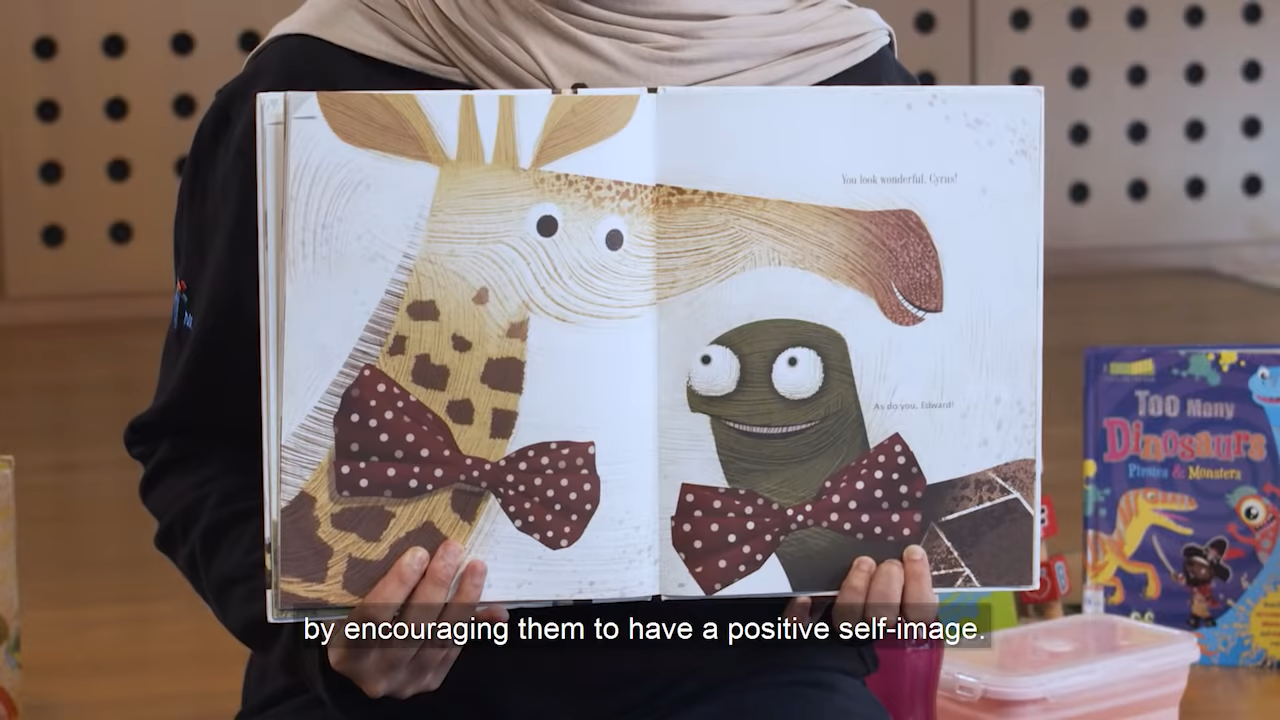 You look wonderful, Cyrus!
As do you, Edward!
TOO Many
Dinosaurs
Pirates & Monsters
by encouraging them to have a positive self-image.